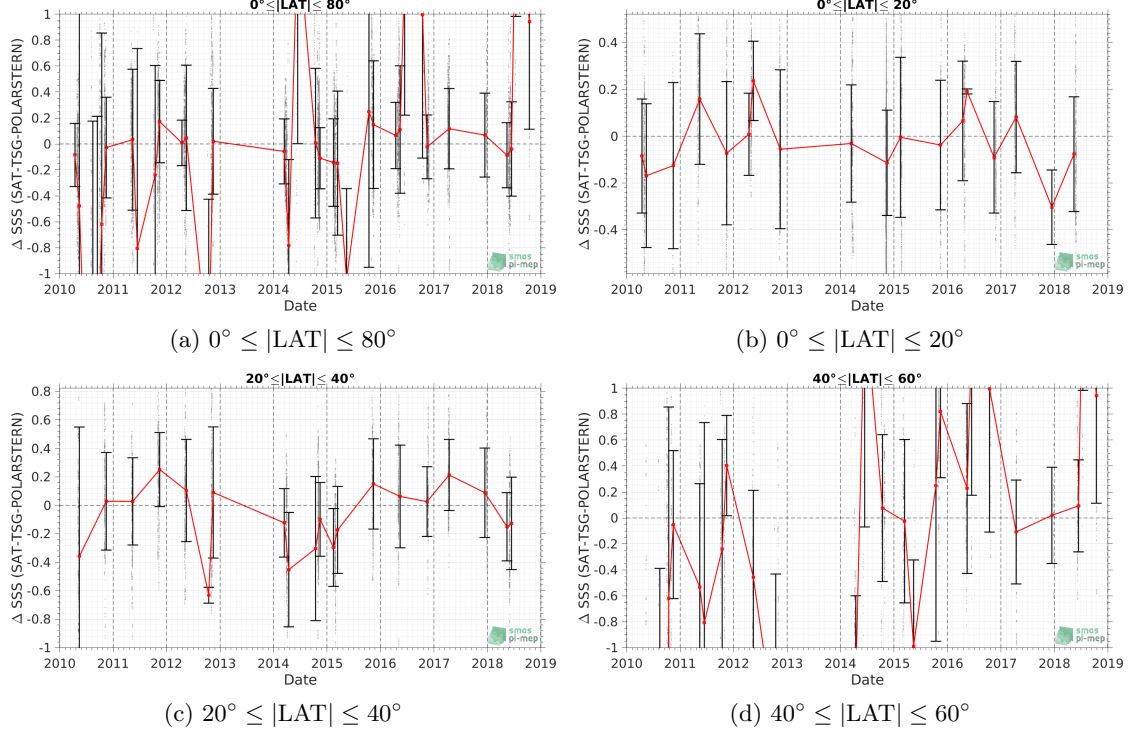 0°≤|LAT|≤ 80°
1
0.8
0.6
0.4
0.2
0
-0.2
-0.4
-0.6
-0.8
-1
Δ SSS (SAT-TSG-POLARSTERN)
2010 2011 2012 2013 2014 2015 2016 2017 2018 2019
Date
smos
pi-mep
(a) 0° ≤ |LAT| ≤ 80°
0°≤|LAT|≤ 20°
0.4
0.2
0
-0.2
-0.4
Δ SSS (SAT-TSG-POLARSTERN)
2010 2011 2012 2013 2014 2015 2016 2017 2018 2019
Date
smos
pi-mep
(b) 0° ≤ |LAT| ≤ 20°
20°≤|LAT|≤ 40°
0.8
0.6
0.4
0.2
0
-0.2
-0.4
-0.6
-0.8
-1
Δ SSS (SAT-TSG-POLARSTERN)
2010 2011 2012 2013 2014 2015 2016 2017 2018 2019
Date
smos
pi-mep
(c) 20° ≤ |LAT| ≤ 40°
40°≤|LAT|≤ 60°
1
0.8
0.6
0.4
0.2
0
-0.2
-0.4
-0.6
-0.8
-1
Δ SSS (SAT-TSG-POLARSTERN)
2010 2011 2012 2013 2014 2015 2016 2017 2018 2019
Date
smos
pi-mep
(d) 40° ≤ |LAT| ≤ 60°